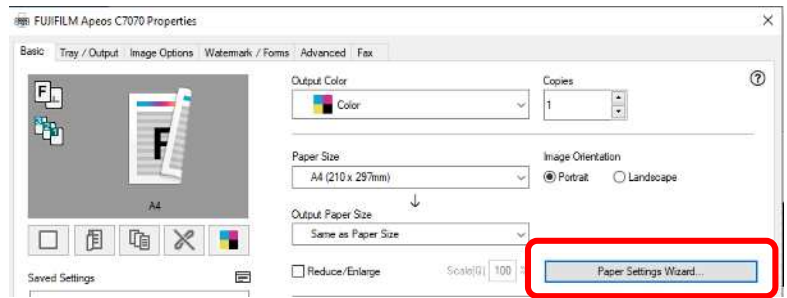 FUJIFILM Apeos C7070 Properties
Basic Tray / Output Image Options Watermark / Forms Advanced Fax
Output Color
Color
Copies
1
Paper Size
A4 (210 x 297mm)
Image Orientation
Portrait Landscape
A4
Output Paper Size
Same as Paper Size
Saved Settings
Reduce/Enlarge
Scale(G) 100 %
Paper Settings Wizard...
F
F